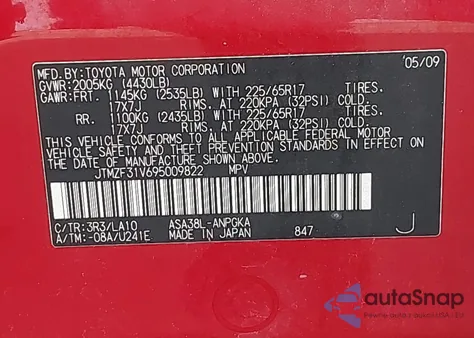 MFD.BY:TOYOTA MOTOR CORPORATION '05/09
GVWR:2005KG (4430LB)
GAWR:FRT. 1145KG (2535LB) WITH 225/65R17 TIRES.
17X7J RIMS. AT 220KPA (32PSI) COLD.
RR. 1100KG (2435LB) WITH 225/65R17 TIRES.
17X7J RIMS. AT 220KPA (32PSI) COLD.
THIS VEHICLE CONFORMS TO ALL APPLICABLE FEDERAL MOTOR
VEHICLE SAFETY AND THEFT PREVENTION STANDARDS IN EFFECT
ON THE DATE OF MANUFACTURE SHOWN ABOVE.
JTMZF31V695009822 MPV
C/TR:3R3/LA10 ASA38L-ANPGKA
A/TM:-08A/U241E MADE IN JAPAN 847 J
autoSnap